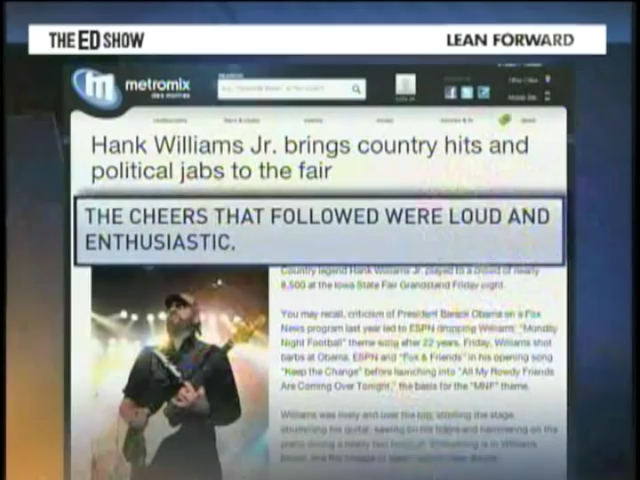 THE ED SHOW
LEAN FORWARD
metromix
des moines
Hank Williams Jr. brings country hits and
political jabs to the fair
THE CHEERS THAT FOLLOWED WERE LOUD AND
ENTHUSIASTIC.
Country legend Hank Williams Jr. played to a crowd of nearly
8,500 at the Iowa State Fair Grandstand Friday night.
You may recall, criticism of President Barack Obama on a Fox
News program last year led to ESPN dropping Williams' "Monday
Night Football" theme song after 22 years. Friday, Williams shot
barbs at Obama, ESPN and "Fox & Friends" in his opening song
"Keep the Change" before launching into "All My Rowdy Friends
Are Coming Over Tonight," the basis for the "MNF" theme.
Williams was lively and over the top, strolling the stage,
strumming his guitar, sawing on his fiddle and hammering on the